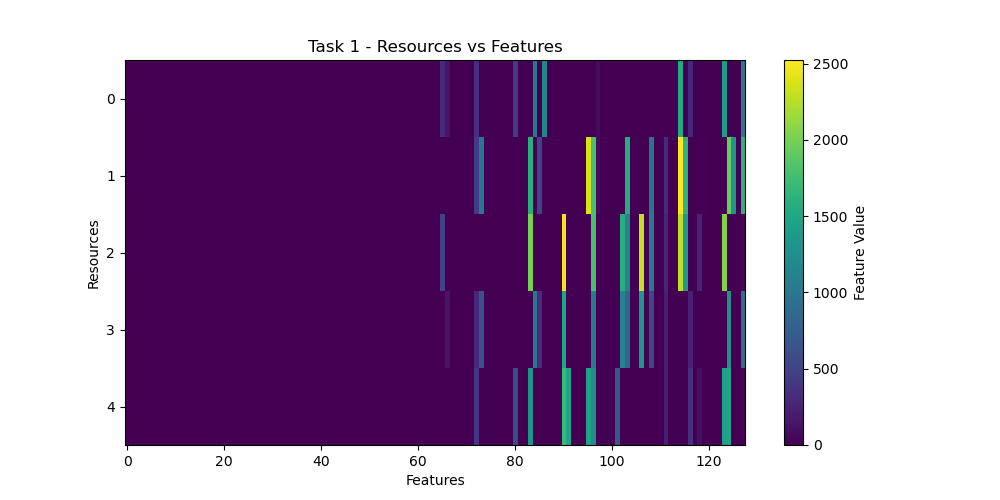 Task 1 - Resources vs Features
Resources
0
1
2
3
4
0 20 40 60 80 100 120
Features
2500
2000
1500
1000
500
0
Feature Value